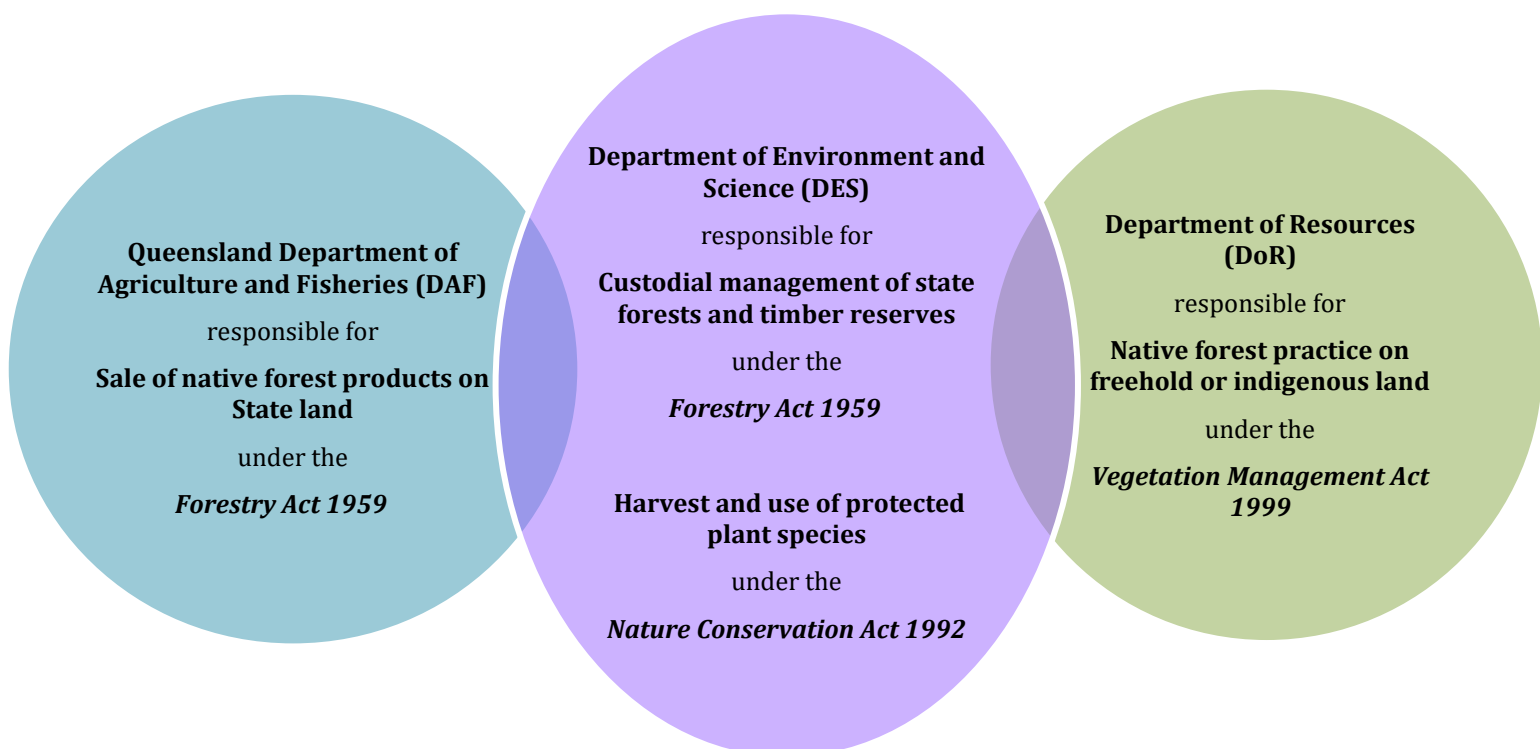 Queensland Department of
Agriculture and Fisheries (DAF)
responsible for
Sale of native forest products on
State land
under the
Forestry Act 1959
Department of Environment and
Science (DES)
responsible for
Custodial management of state
forests and timber reserves
under the
Forestry Act 1959
Harvest and use of protected
plant species
under the
Nature Conservation Act 1992
Department of Resources
(DoR)
responsible for
Native forest practice on
freehold or indigenous land
under the
Vegetation Management Act
1999